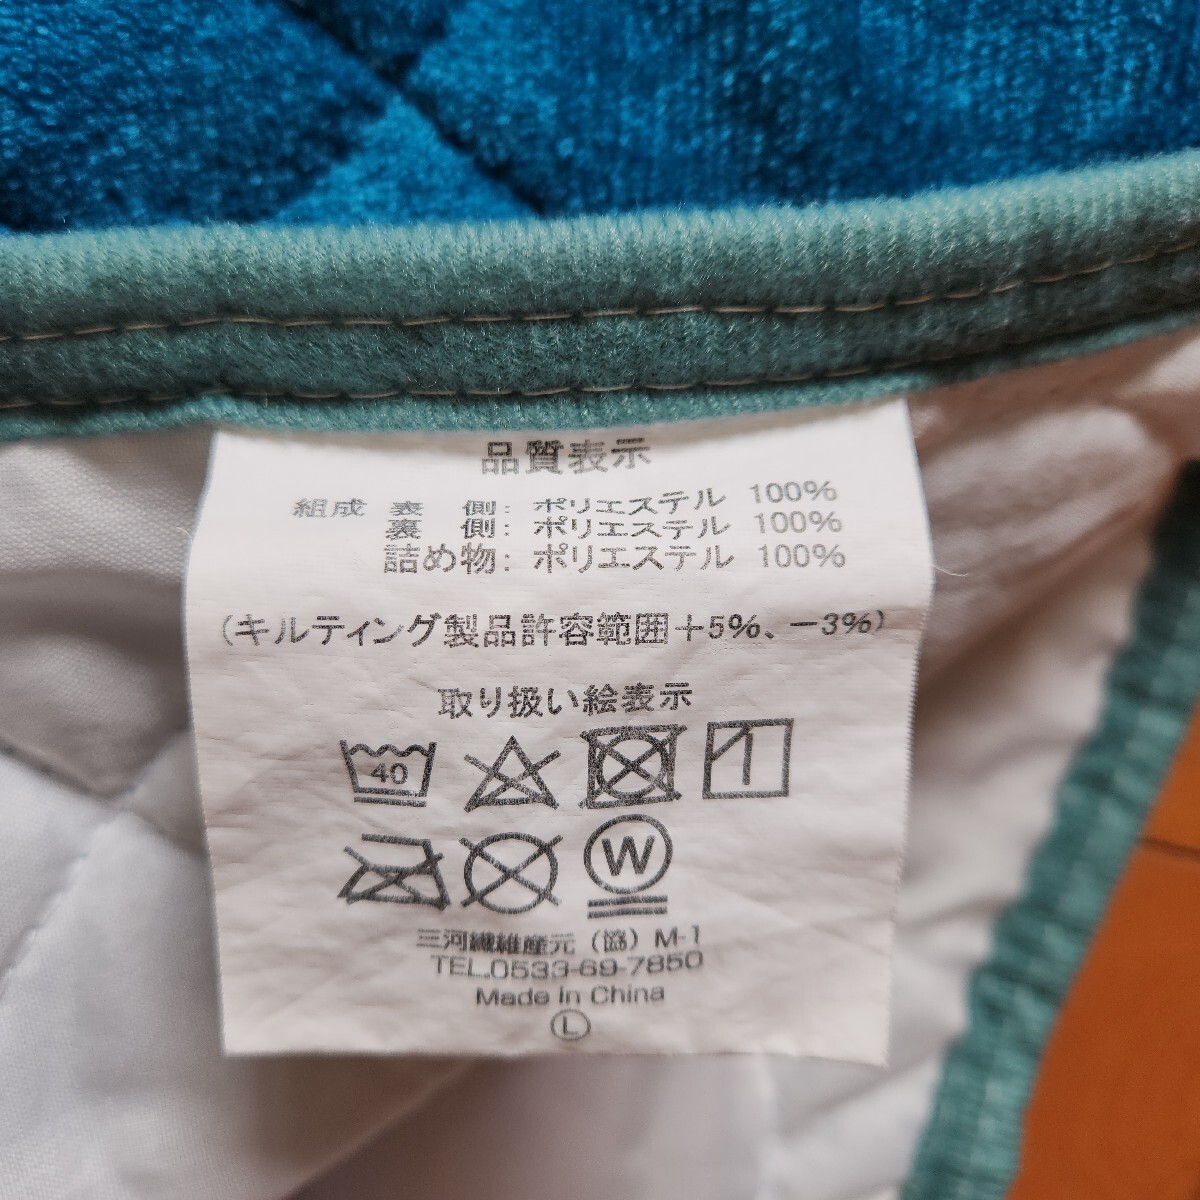 品質表示
組成 表 側: ポリエステル 100%
裏 側: ポリエステル 100%
詰め物: ポリエステル 100%
(キルティング製品許容範囲+5%、-3%)
取り扱い絵表示
40
W
三河繊維産元(協) M-1
TEL.0533-69-7850
Made In China
L